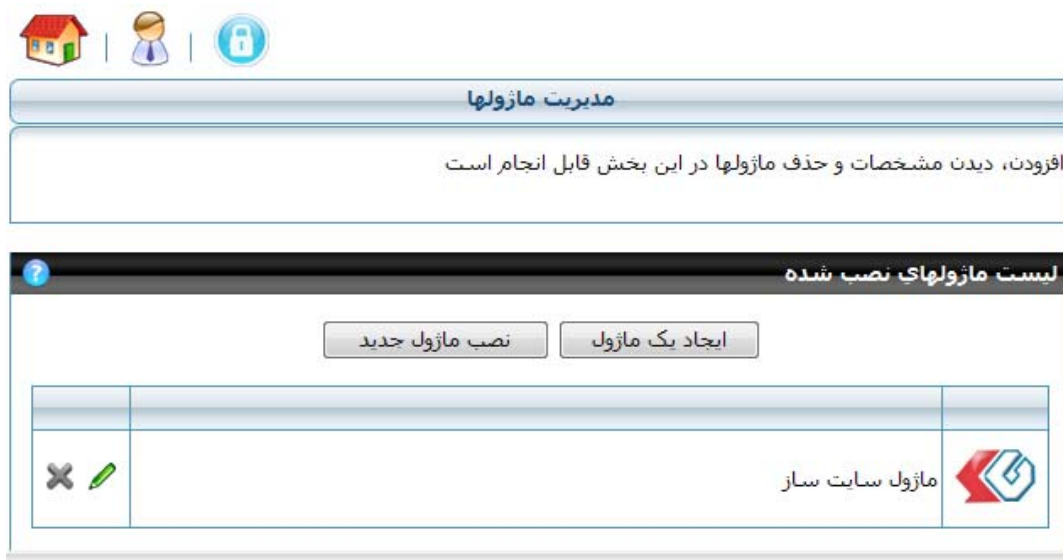 مدیریت ماژولها
افزودن، دیدن مشخصات و حذف ماژولها در این بخش قابل انجام است
لیست ماژولهاي نصب شده
?
ایجاد یک ماژول
نصب ماژول جدید
ماژول سایت ساز